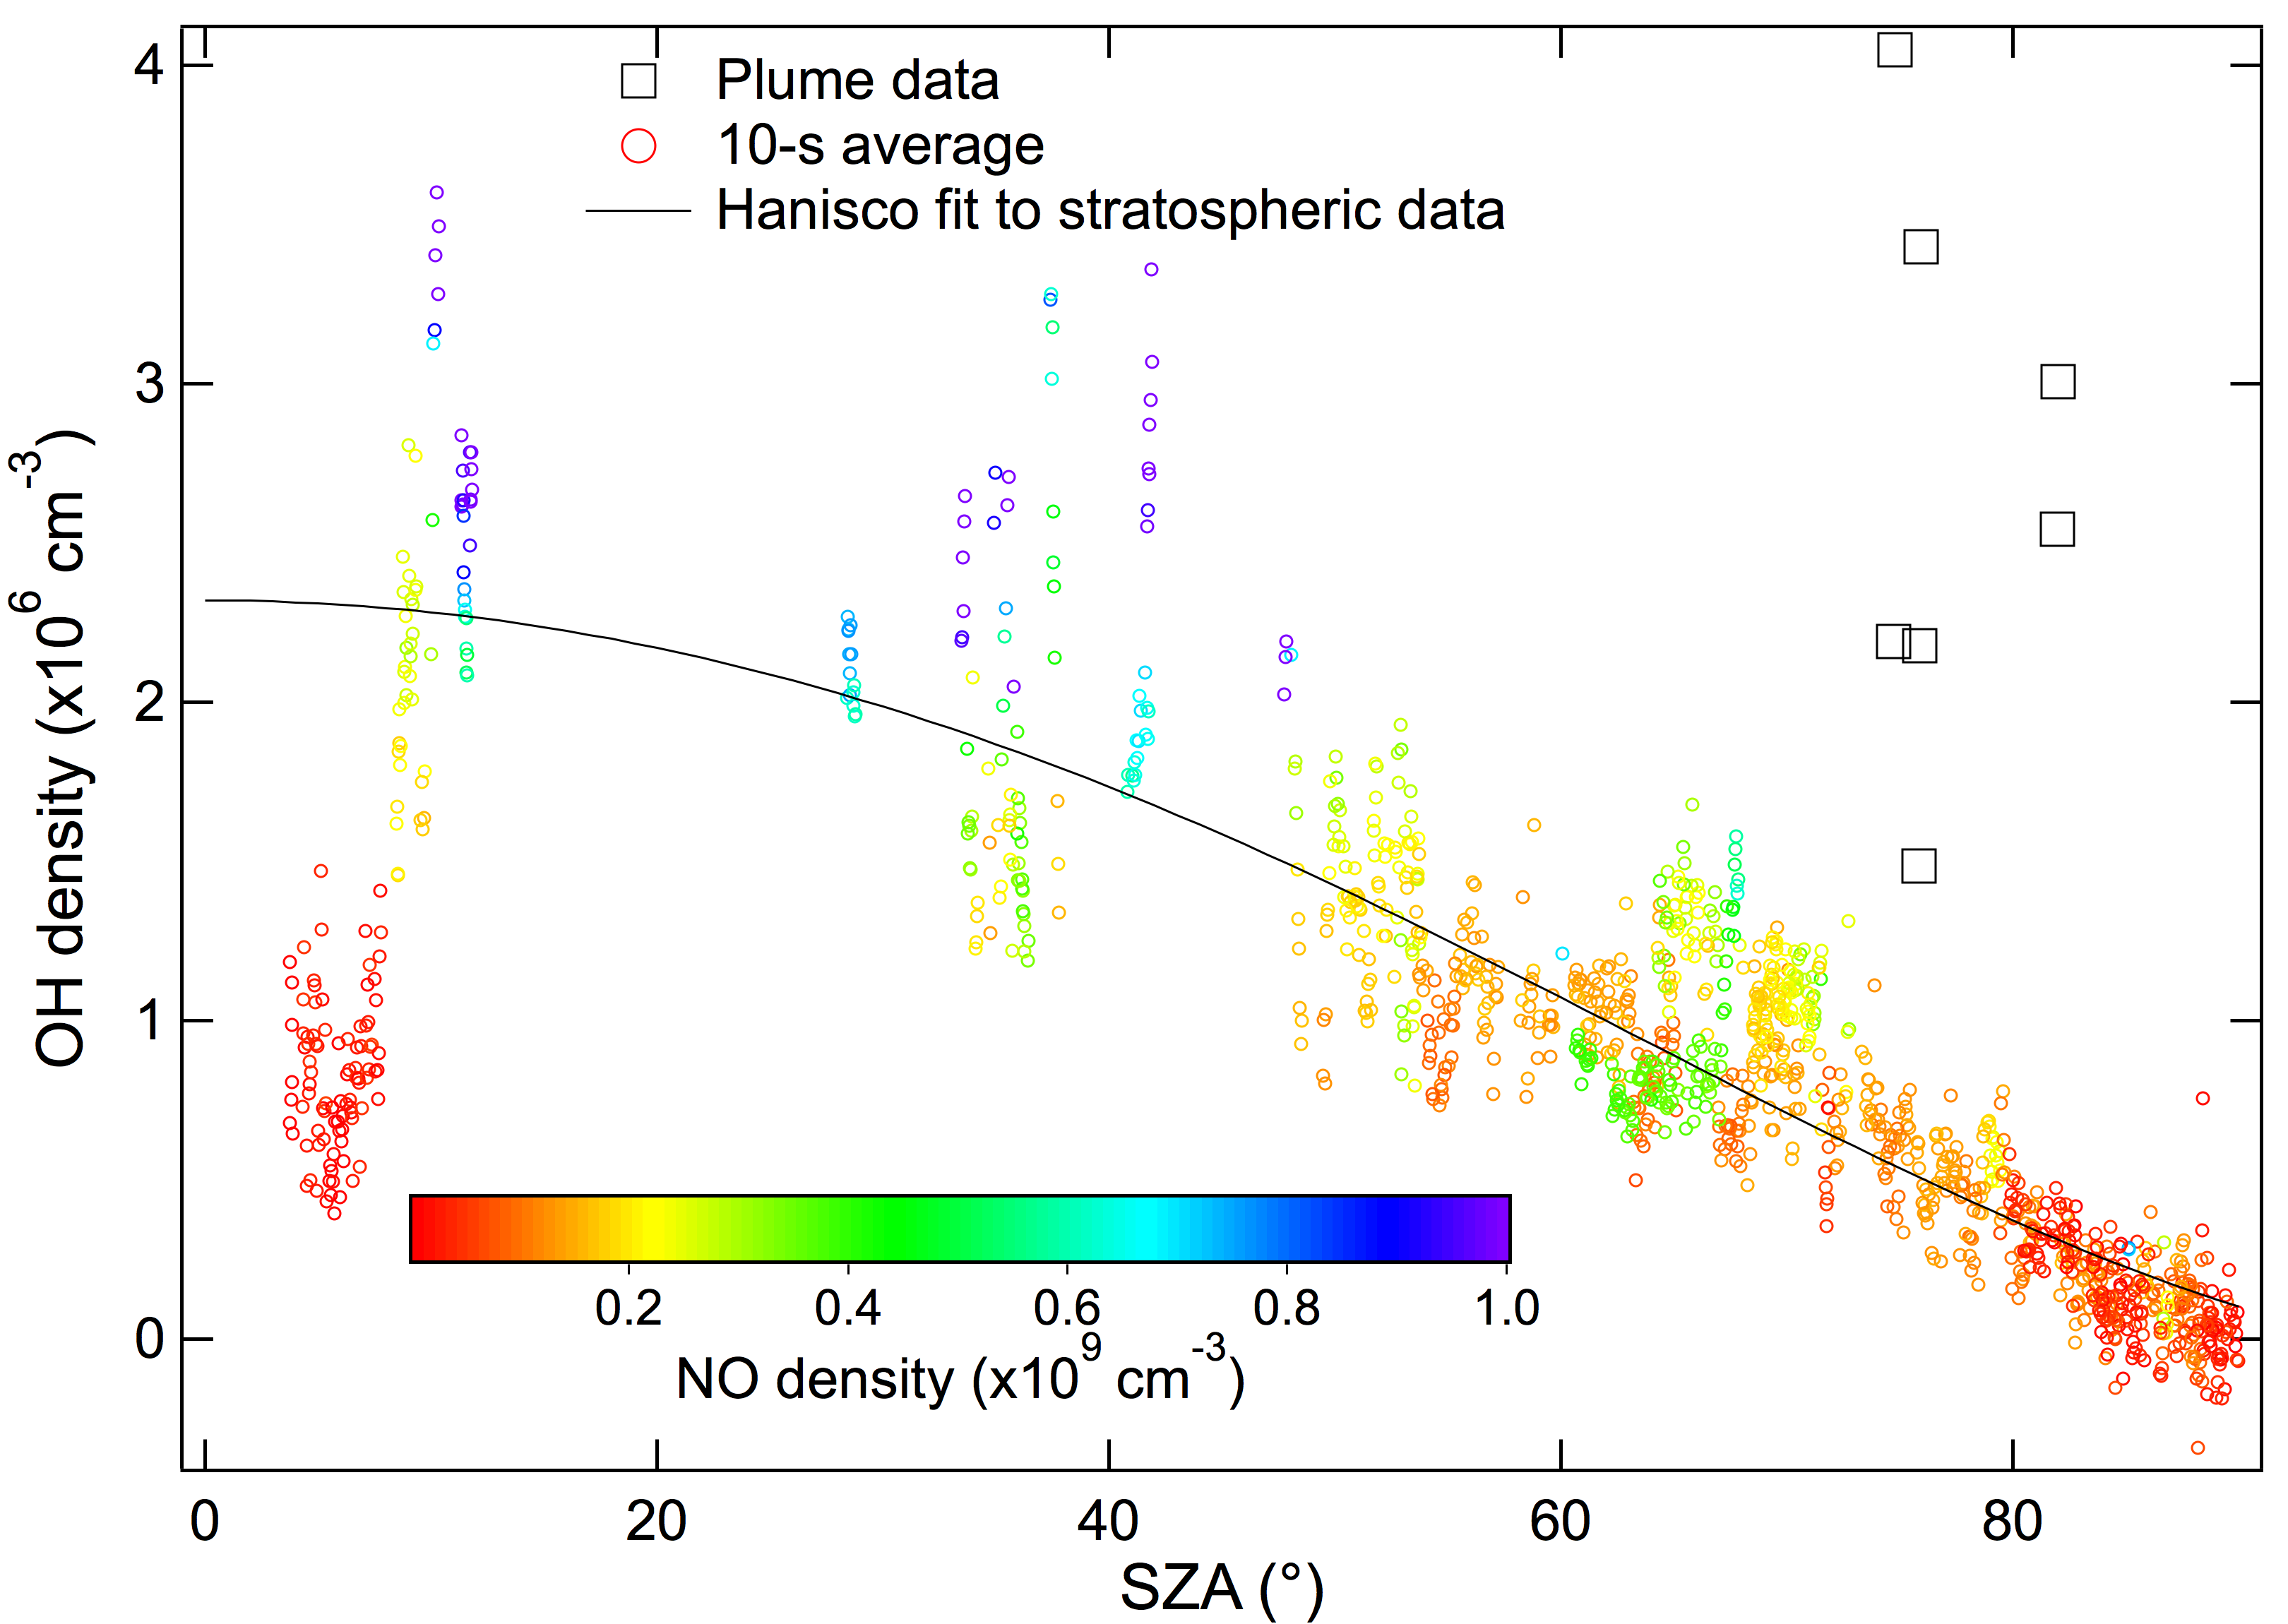 Plume data
10-s average
Hanisco fit to stratospheric data
4
3
2
1
0
OH density (x10⁶ cm⁻³)
0.2 0.4 0.6 0.8 1.0
NO density (x10⁹ cm⁻³)
0 20 40 60 80
SZA (°)